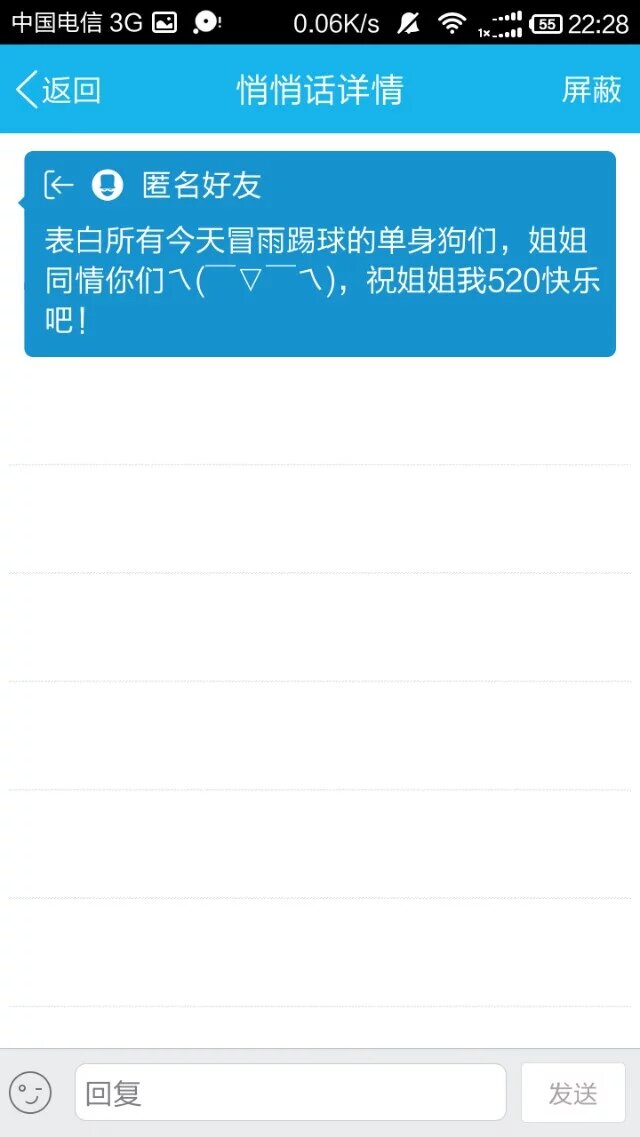 中国电信 3G 0.06K/s 1x 55 22:28
返回 悄悄话详情 屏蔽
匿名好友
表白所有今天冒雨踢球的单身狗们，姐姐
同情你们ㄟ(￣▽￣ㄟ)，祝姐姐我520快乐
吧！
回复 发送